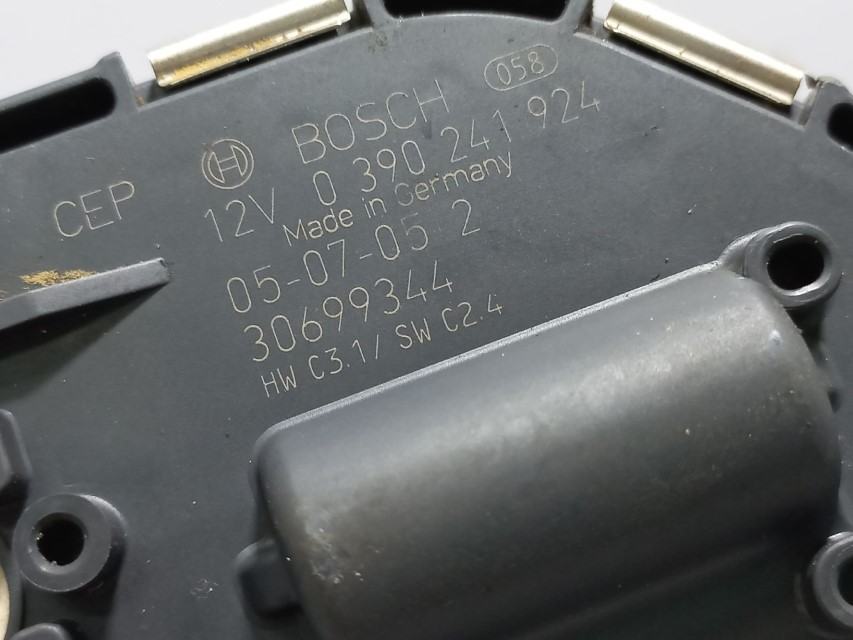 058
BOSCH
CEP 12V 0 390 241 924
Made in Germany
05-07-05 2
30699344
HW C3.1/ SW C2.4